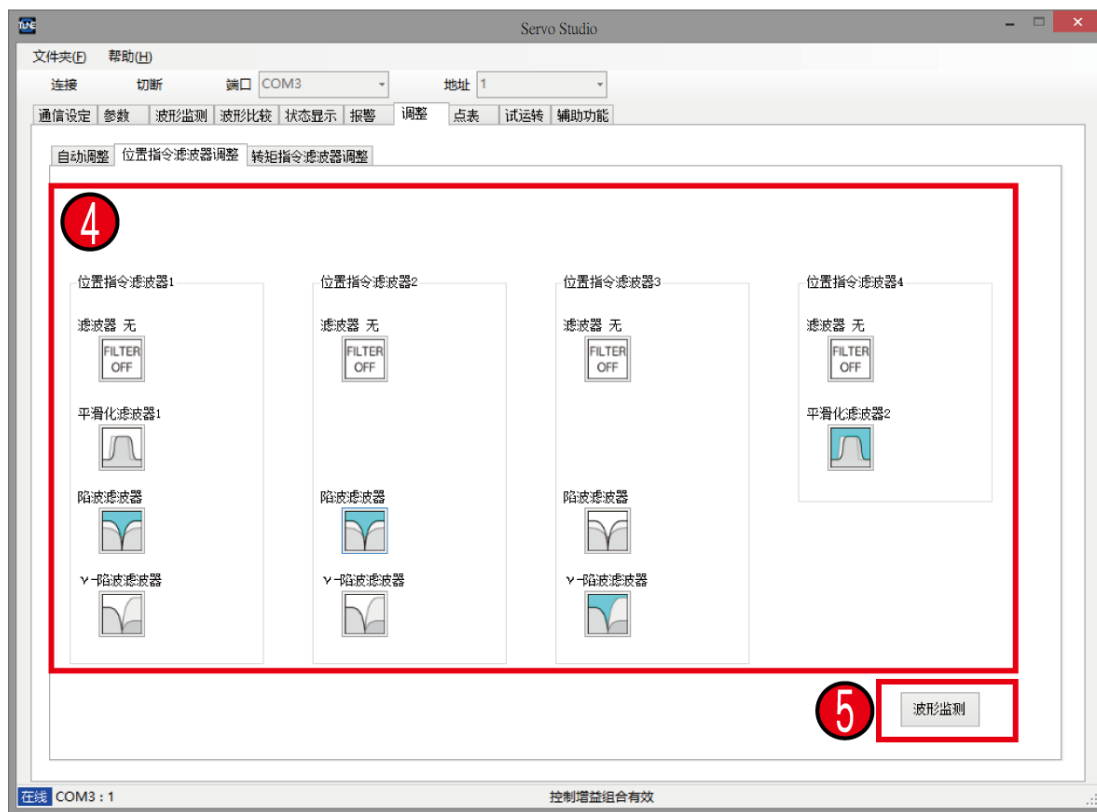 TUNE
Servo Studio
文件夹(F) 帮助(H)
连接 切断 端口 COM3 地址 1
通信设定 参数 波形监测 波形比较 状态显示 报警 调整 点表 试运转 辅助功能
自动调整 位置指令滤波器调整 转矩指令滤波器调整
4
位置指令滤波器1 位置指令滤波器2 位置指令滤波器3 位置指令滤波器4
滤波器 无 滤波器 无 滤波器 无 滤波器 无
FILTER FILTER FILTER FILTER
OFF OFF OFF OFF
平滑化滤波器1 平滑化滤波器2
陷波滤波器 陷波滤波器 陷波滤波器
γ-陷波滤波器 γ-陷波滤波器 γ-陷波滤波器
5 波形监测
在线 COM3 : 1 控制增益组合有效